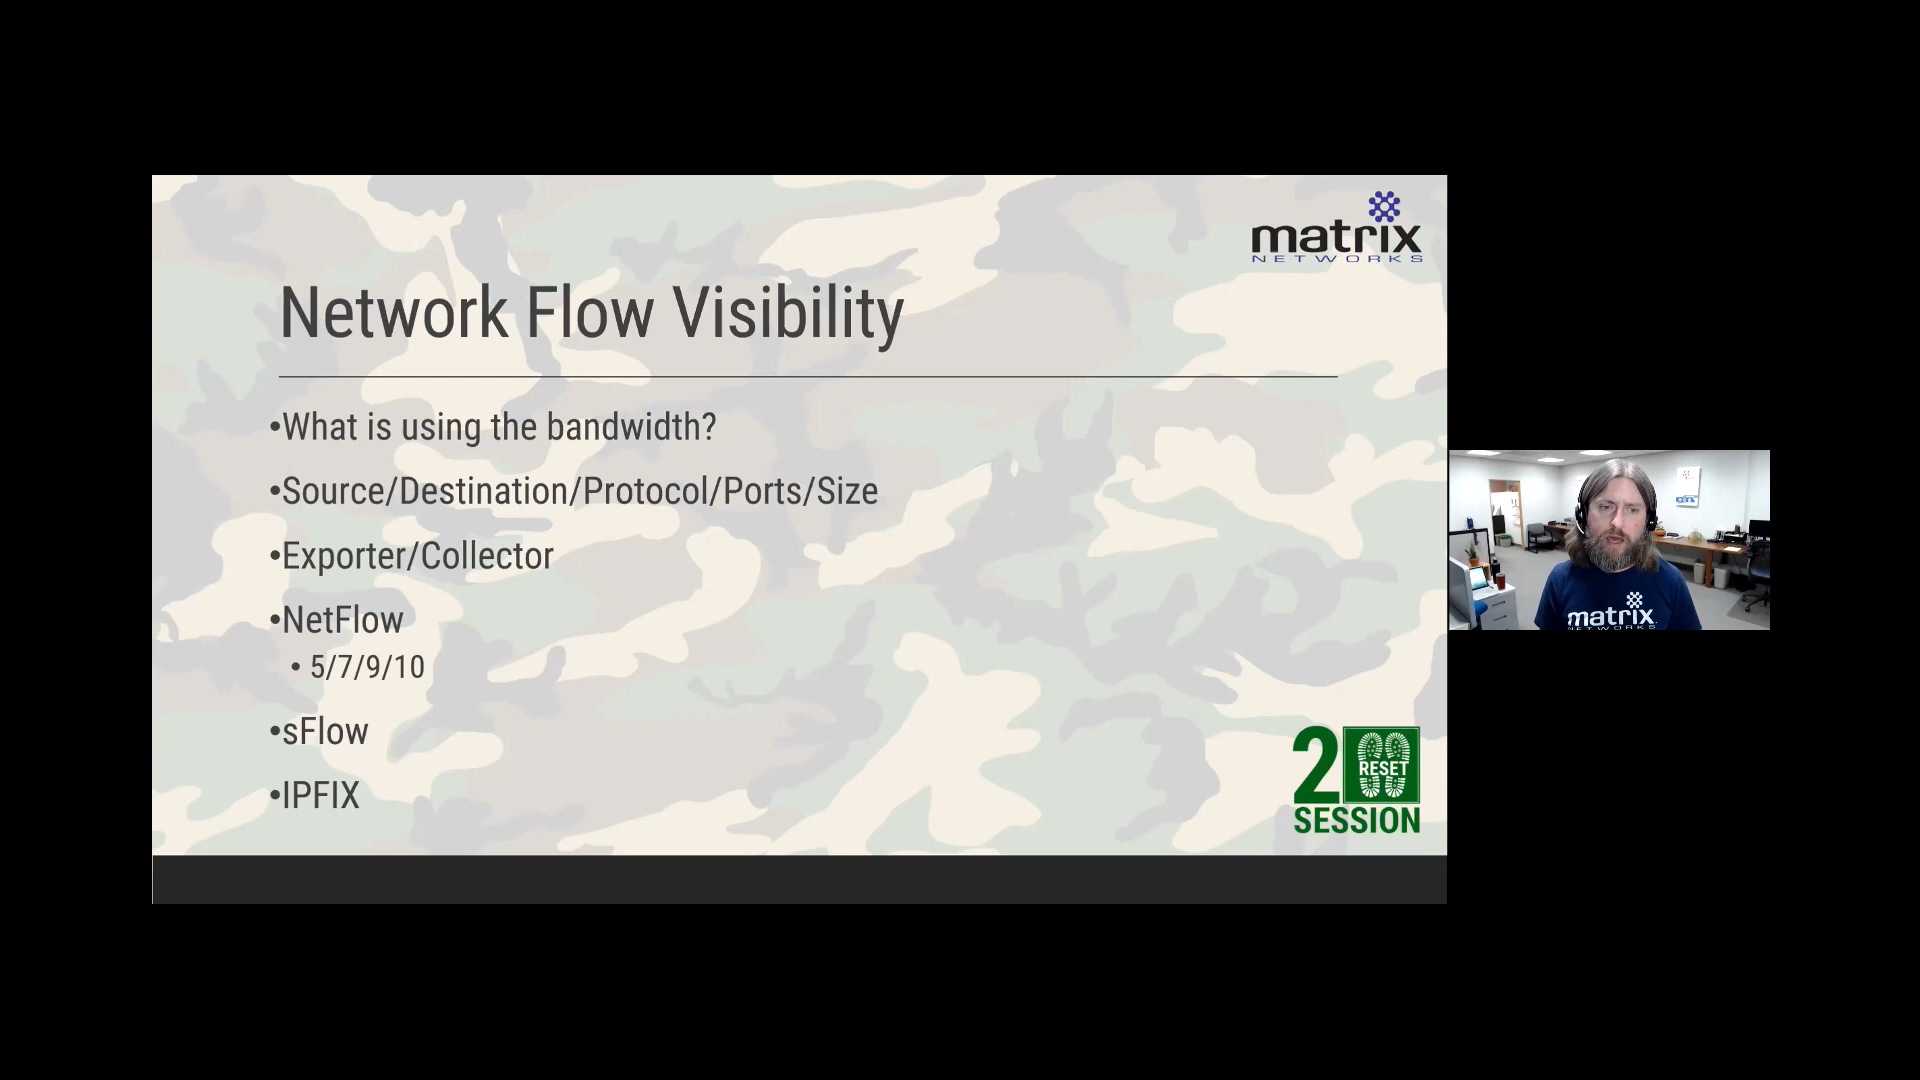 matrix
NETWORKS
Network Flow Visibility
•What is using the bandwidth?
•Source/Destination/Protocol/Ports/Size
•Exporter/Collector
•NetFlow
• 5/7/9/10
•sFlow
•IPFIX
2
RESET
SESSION
matrix
NETWORKS